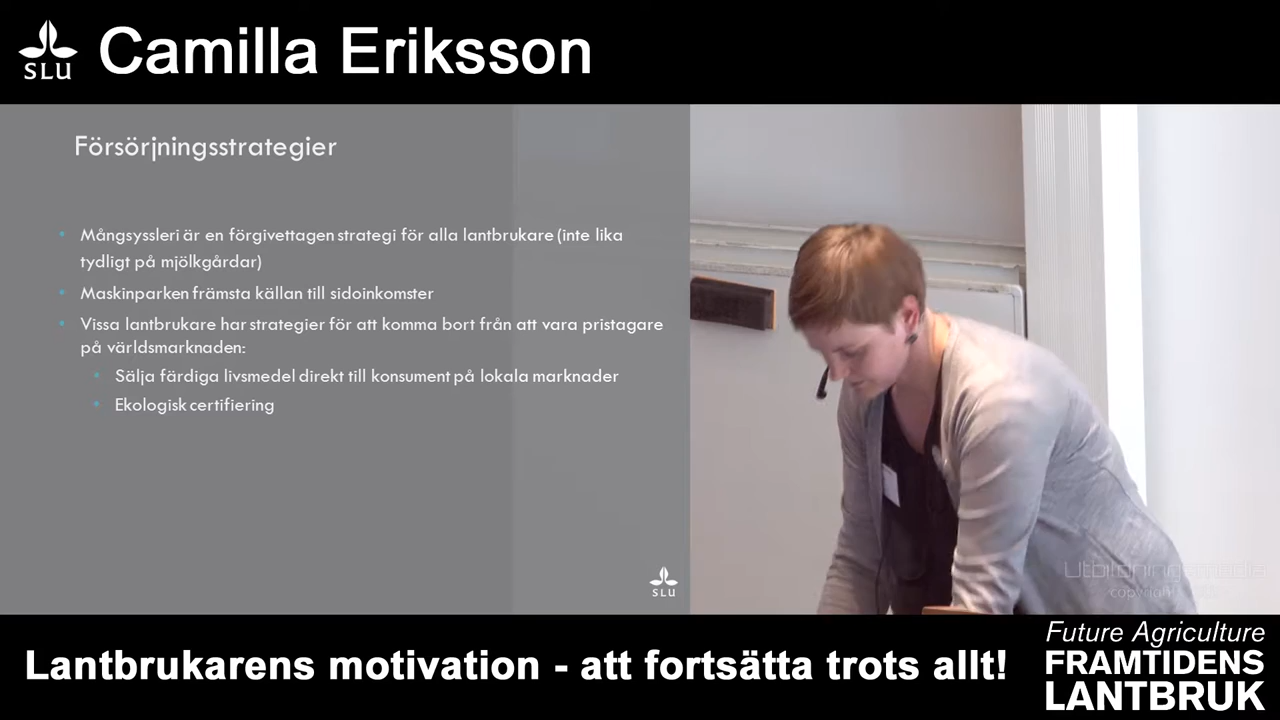 SLU
Camilla Eriksson
Försörjningsstrategier
Mångsyssleri är en förgivettagen strategi för alla lantbrukare (inte lika
tydligt på mjölkgårdar)
Maskinparken främsta källan till sidoinkomster
Vissa lantbrukare har strategier för att komma bort från att vara pristagare
på världsmarknaden:
Sälja färdiga livsmedel direkt till konsument på lokala marknader
Ekologisk certifiering
SLU
Utbildningsmedia
copyright
Lantbrukarens motivation - att fortsätta trots allt!
Future Agriculture
FRAMTIDENS
LANTBRUK